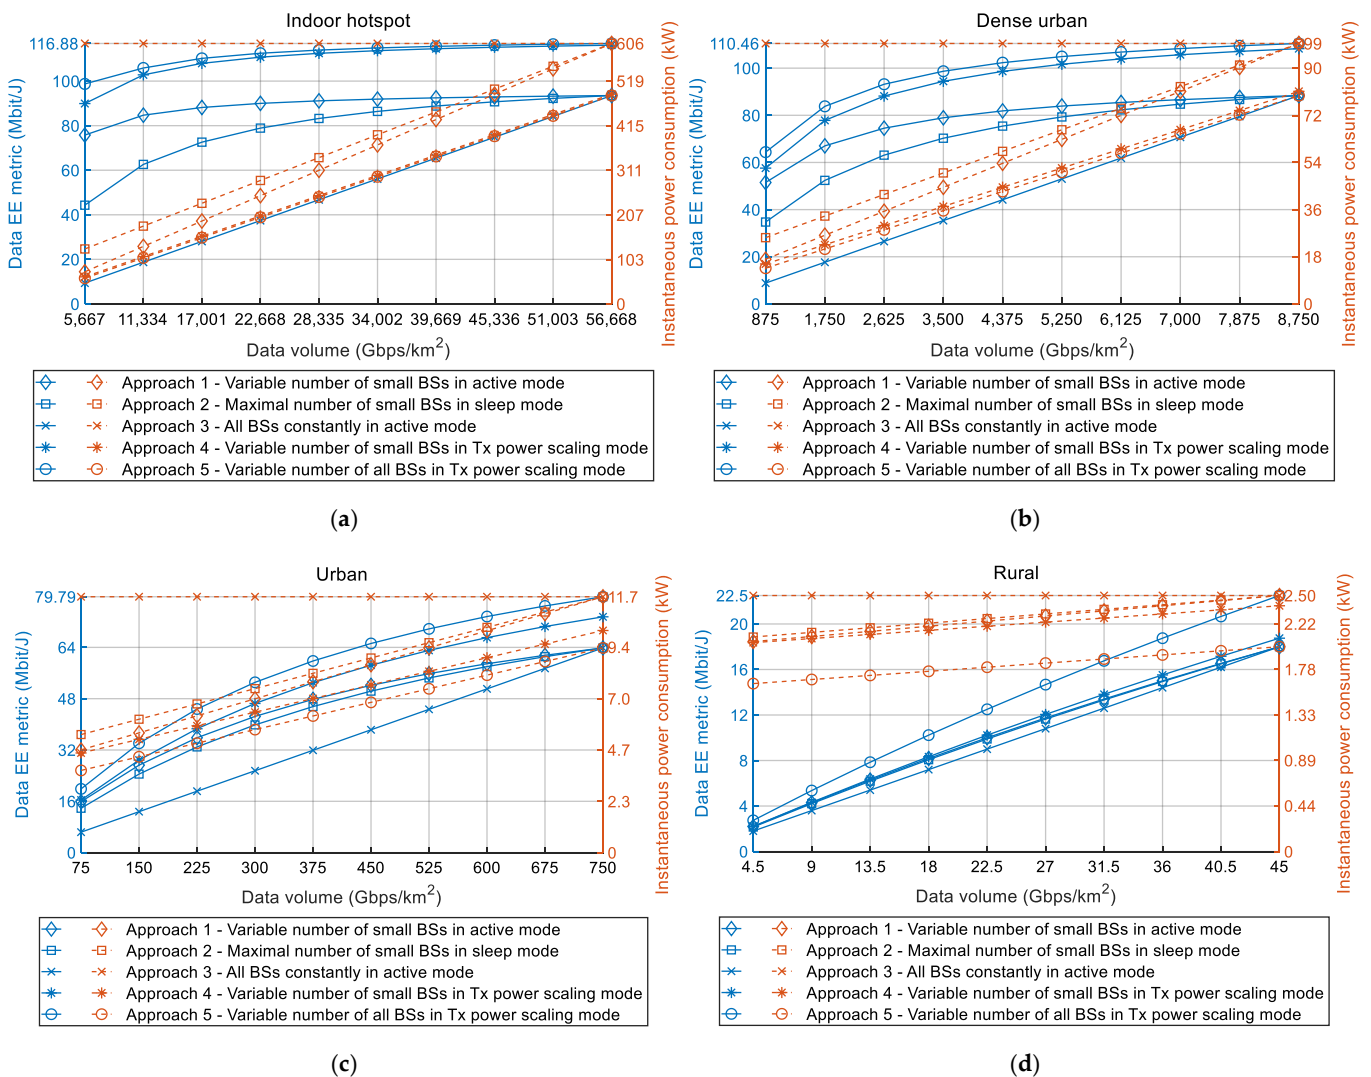 Indoor hotspot
116.88
100
80
60
40
20
0
Data EE metric (Mbit/J)
606
519
415
311
207
103
0
Instantaneous power consumption (kW)
5,667 11,334 17,001 22,668 28,335 34,002 39,669 45,336 51,003 56,668
Data volume (Gbps/km2)
Approach 1 - Variable number of small BSs in active mode
Approach 2 - Maximal number of small BSs in sleep mode
Approach 3 - All BSs constantly in active mode
Approach 4 - Variable number of small BSs in Tx power scaling mode
Approach 5 - Variable number of all BSs in Tx power scaling mode
(a)
Dense urban
110.46
100
80
60
40
20
0
Data EE metric (Mbit/J)
99
90
72
54
36
18
0
Instantaneous power consumption (kW)
875 1,750 2,625 3,500 4,375 5,250 6,125 7,000 7,875 8,750
Data volume (Gbps/km2)
Approach 1 - Variable number of small BSs in active mode
Approach 2 - Maximal number of small BSs in sleep mode
Approach 3 - All BSs constantly in active mode
Approach 4 - Variable number of small BSs in Tx power scaling mode
Approach 5 - Variable number of all BSs in Tx power scaling mode
(b)
Urban
79.79
64
48
32
16
0
Data EE metric (Mbit/J)
11.7
9.4
7.0
4.7
2.3
0
Instantaneous power consumption (kW)
75 150 225 300 375 450 525 600 675 750
Data volume (Gbps/km2)
Approach 1 - Variable number of small BSs in active mode
Approach 2 - Maximal number of small BSs in sleep mode
Approach 3 - All BSs constantly in active mode
Approach 4 - Variable number of small BSs in Tx power scaling mode
Approach 5 - Variable number of all BSs in Tx power scaling mode
(c)
Rural
22.5
20
16
12
8
4
0
Data EE metric (Mbit/J)
2.50
2.22
1.78
1.33
0.89
0.44
0
Instantaneous power consumption (kW)
4.5 9 13.5 18 22.5 27 31.5 36 40.5 45
Data volume (Gbps/km2)
Approach 1 - Variable number of small BSs in active mode
Approach 2 - Maximal number of small BSs in sleep mode
Approach 3 - All BSs constantly in active mode
Approach 4 - Variable number of small BSs in Tx power scaling mode
Approach 5 - Variable number of all BSs in Tx power scaling mode
(d)